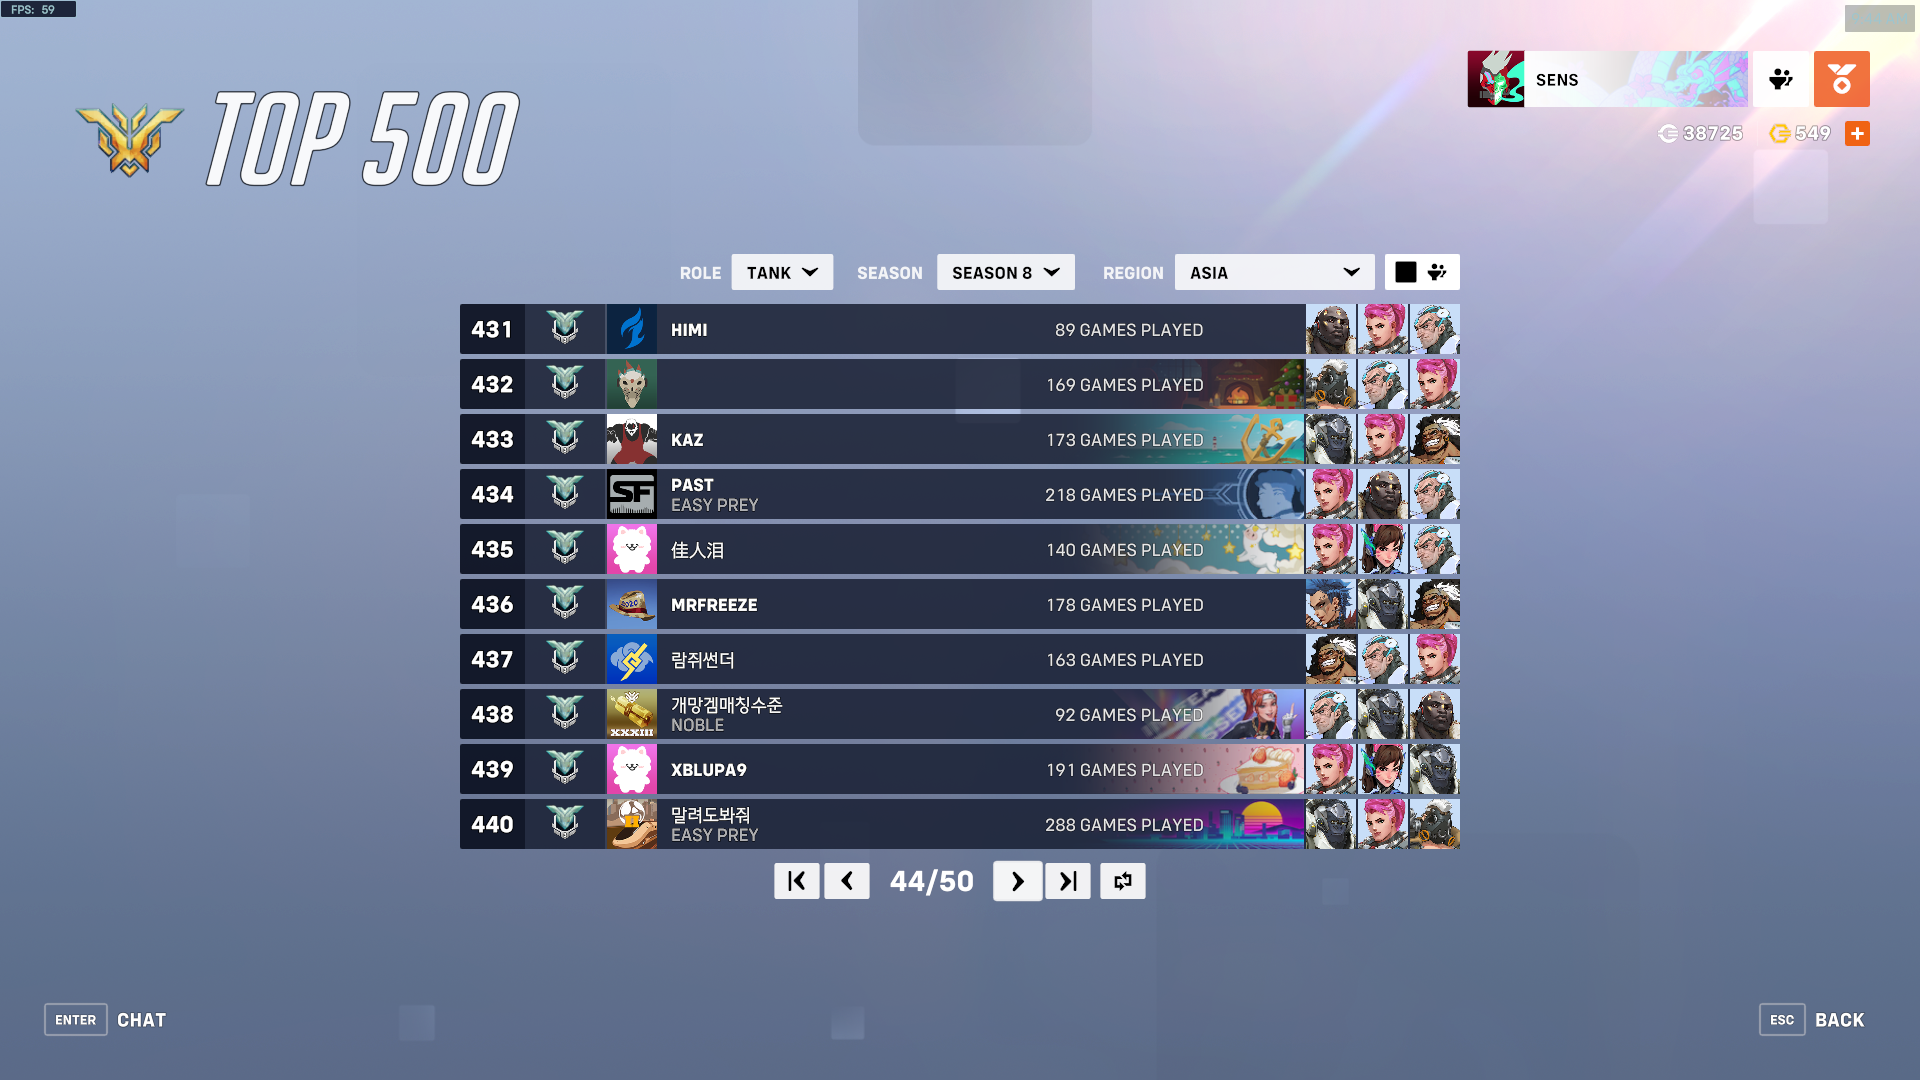 FPS: 59
SENS
38725
549
TOP 500
ROLE TANK SEASON SEASON 8 REGION ASIA
431 HIMI 89 GAMES PLAYED
432 169 GAMES PLAYED
433 KAZ 173 GAMES PLAYED
434 SF PAST 218 GAMES PLAYED
EASY PREY
435 佳人泪 140 GAMES PLAYED
436 MRFREEZE 178 GAMES PLAYED
437 람쥐썬더 163 GAMES PLAYED
438 개망겜매칭수준 92 GAMES PLAYED
XXXIII NOBLE
439 XBLUPA9 191 GAMES PLAYED
440 말려도봐줘 288 GAMES PLAYED
EASY PREY
44/50
ENTER CHAT
ESC BACK